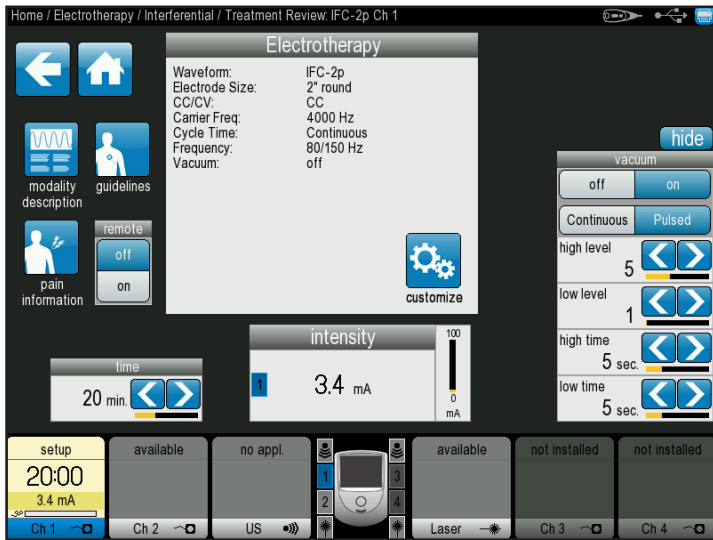 Home / Electrotherapy / Interferential / Treatment Review: IFC-2p Ch 1
Electrotherapy
Waveform: IFC-2p
Electrode Size: 2" round
CC/CV: CC
Carrier Freq: 4000 Hz
Cycle Time: Continuous
Frequency: 80/150 Hz
Vacuum: off
customize
modality
description
guidelines
pain
information
remote
off
on
hide
vacuum
off on
Continuous Pulsed
high level
5
low level
1
high time
5 sec.
low time
5 sec.
time
20 min.
intensity
1 3.4 mA
100
0
mA
setup
20:00
3.4 mA
Ch 1
available
Ch 2
no appl.
US
1
2
3
4
available
Laser
not installed
Ch 3
not installed
Ch 4